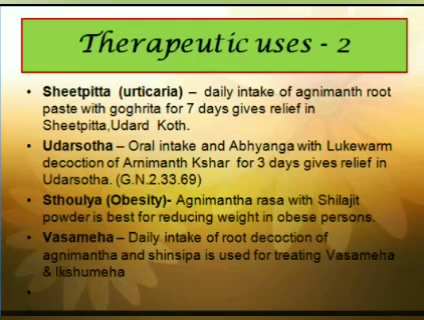 Therapeutic uses - 2
• Sheetpitta (urticaria) – daily intake of agnimanth root
paste with goghrita for 7 days gives relief in
Sheetpitta,Udard Koth.
• Udarsotha – Oral intake and Abhyanga with Lukewarm
decoction of Arnimanth Kshar for 3 days gives relief in
Udarsotha. (G.N.2.33.69)
• Sthoulya (Obesity)- Agnimantha rasa with Shilajit
powder is best for reducing weight in obese persons.
• Vasameha – Daily intake of root decoction of
agnimantha and shinsipa is used for treating Vasameha
& Ikshumeha
•